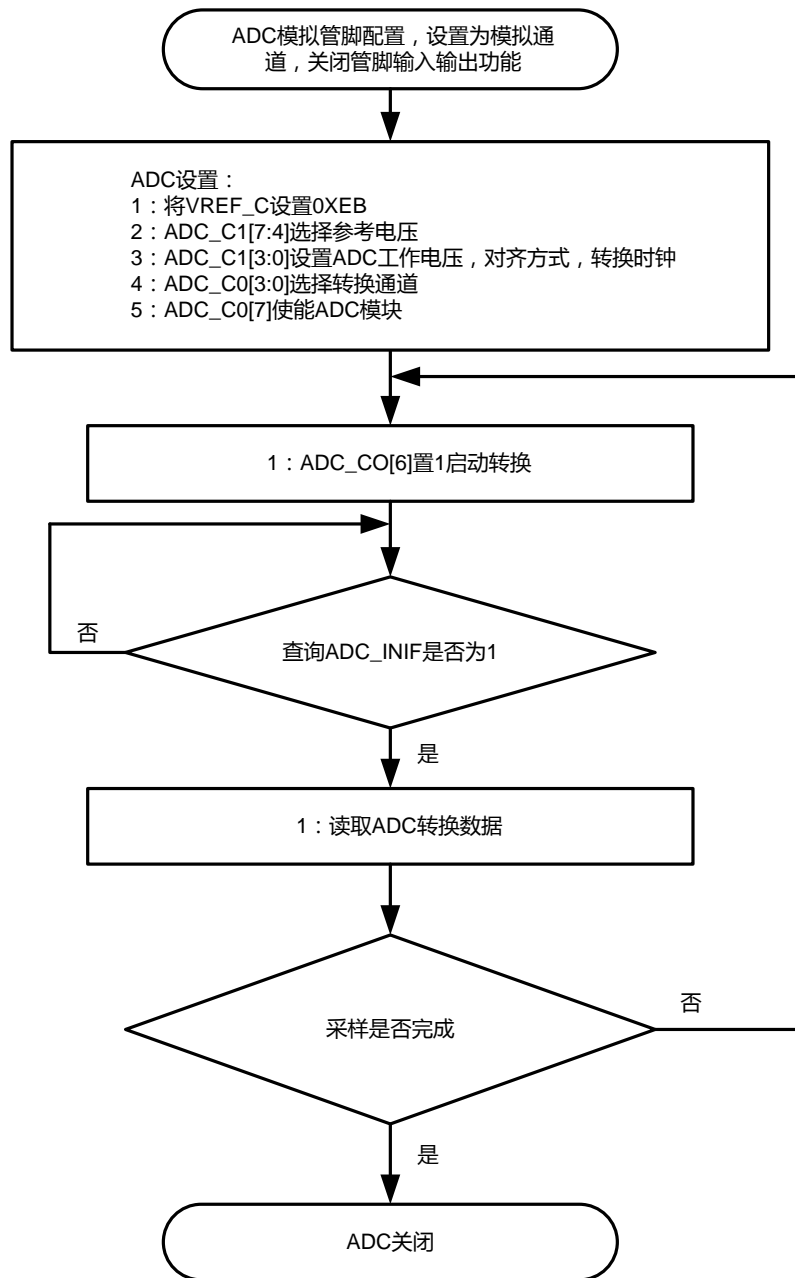 ADC模拟管脚配置，设置为模拟通
道，关闭管脚输入输出功能
ADC设置：
1：将VREF_C设置0XEB
2：ADC_C1[7:4]选择参考电压
3：ADC_C1[3:0]设置ADC工作电压，对齐方式，转换时钟
4：ADC_C0[3:0]选择转换通道
5：ADC_C0[7]使能ADC模块
1：ADC_CO[6]置1启动转换
否
查询ADC_INIF是否为1
是
1：读取ADC转换数据
采样是否完成
否
是
ADC关闭